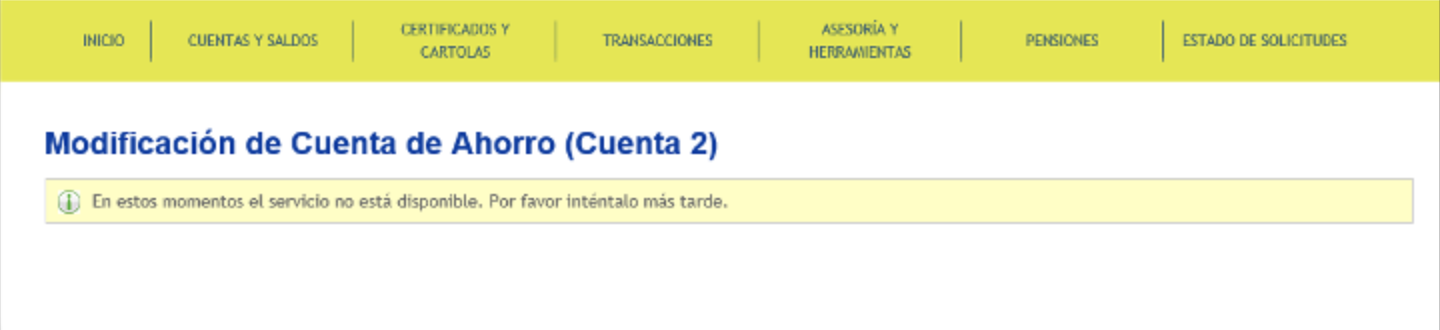 INICIO
CUENTAS Y SALDOS
CERTIFICADOS Y
CARTOLAS
TRANSACCIONES
ASESORÍA Y
HERRAMIENTAS
PENSIONES
ESTADO DE SOLICITUDES
Modificación de Cuenta de Ahorro (Cuenta 2)
En estos momentos el servicio no está disponible. Por favor inténtalo más tarde.